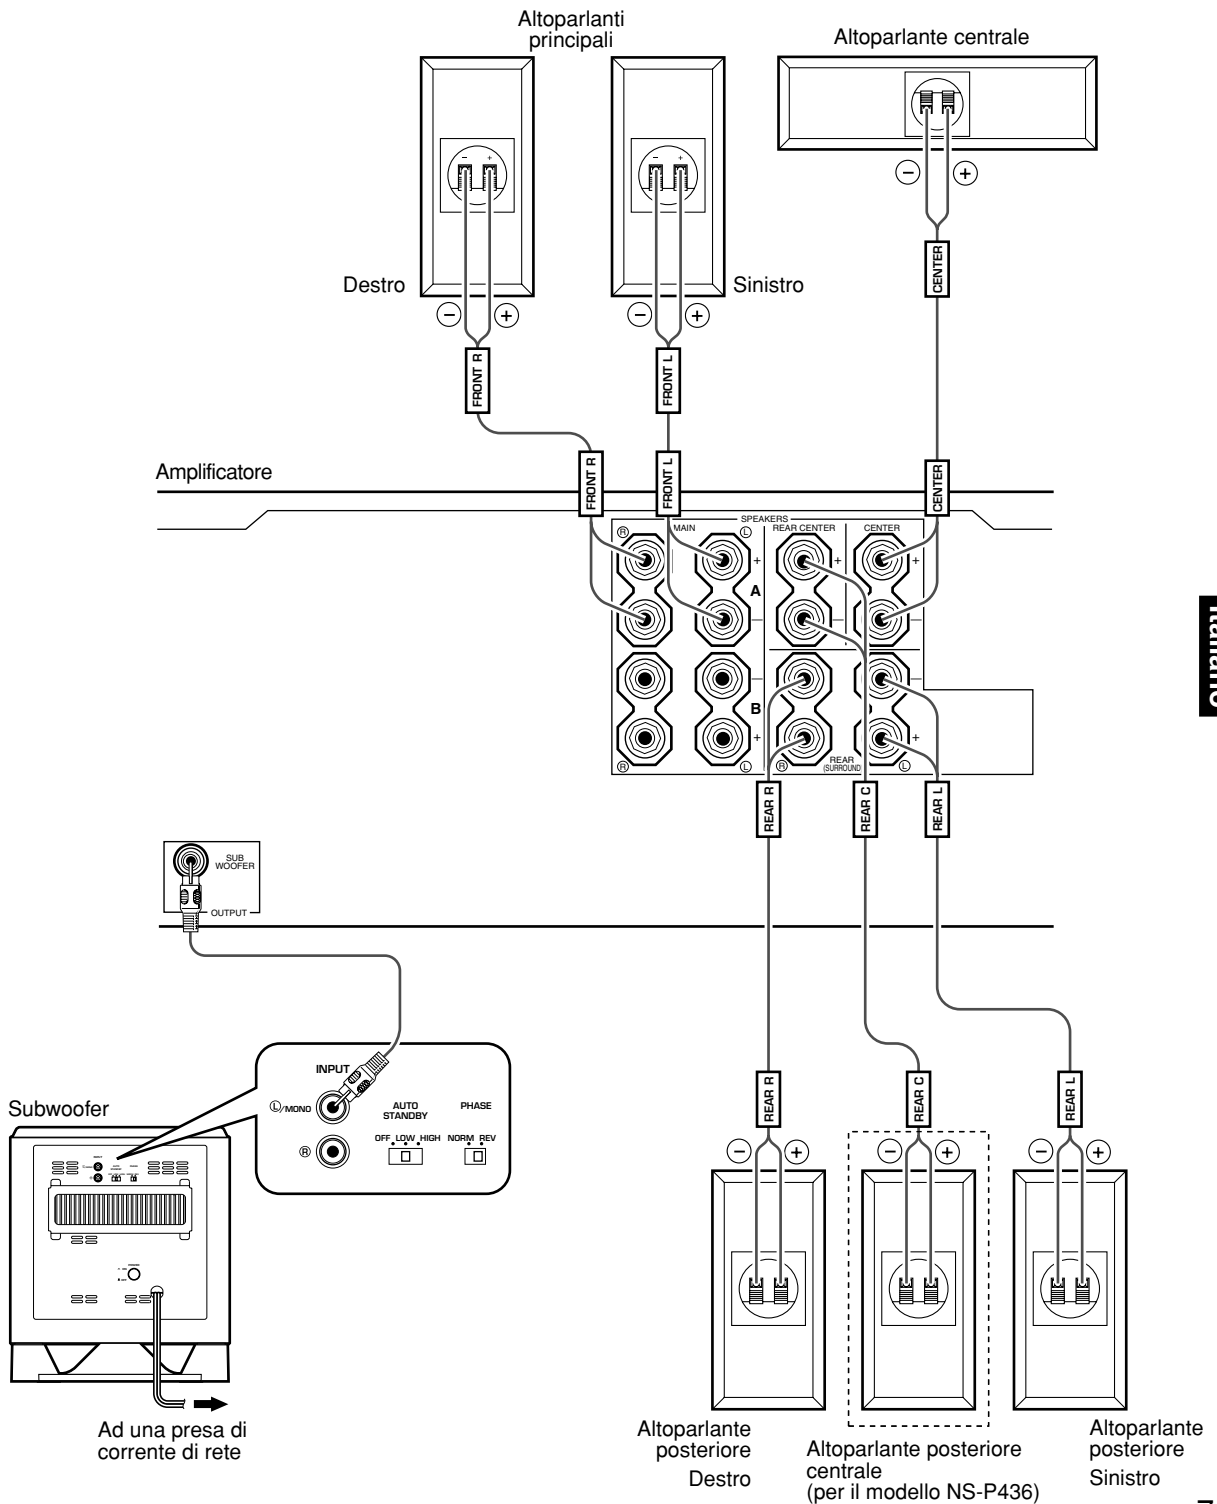 Altoparlanti
principali
Altoparlante centrale
− +
− +
Destro
Sinistro
− +
− +
− +
CENTER
FRONT R
FRONT L
Amplificatore
FRONT R
FRONT L
CENTER
SPEAKERS
R MAIN L
REAR CENTER
CENTER
+ + +
A
− − −
− −
B
+ +
R L
R REAR L
(SURROUND)
REAR R
REAR C
REAR L
SUB
WOOFER
OUTPUT
INPUT
L/MONO
AUTO
STANDBY
PHASE
R
OFF LOW HIGH
NORM REV
Subwoofer
REAR R
REAR C
REAR L
− +
− +
− +
Ad una presa di
corrente di rete
Altoparlante
posteriore
Destro
Altoparlante posteriore
centrale
(per il modello NS-P436)
Altoparlante
posteriore
Sinistro
Italiano